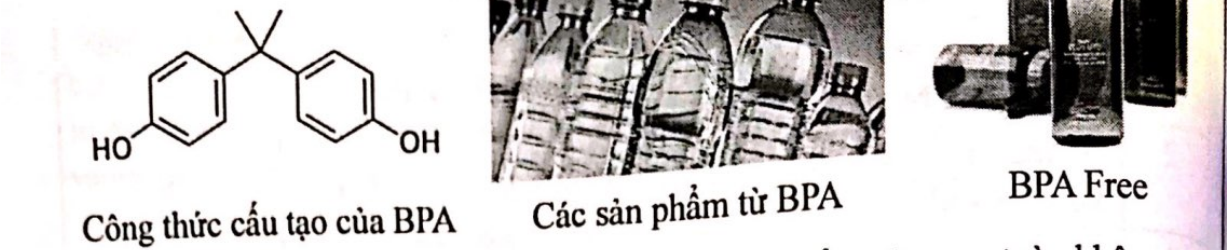 HO
OH
Công thức cấu tạo của BPA
Các sản phẩm từ BPA
BPA Free